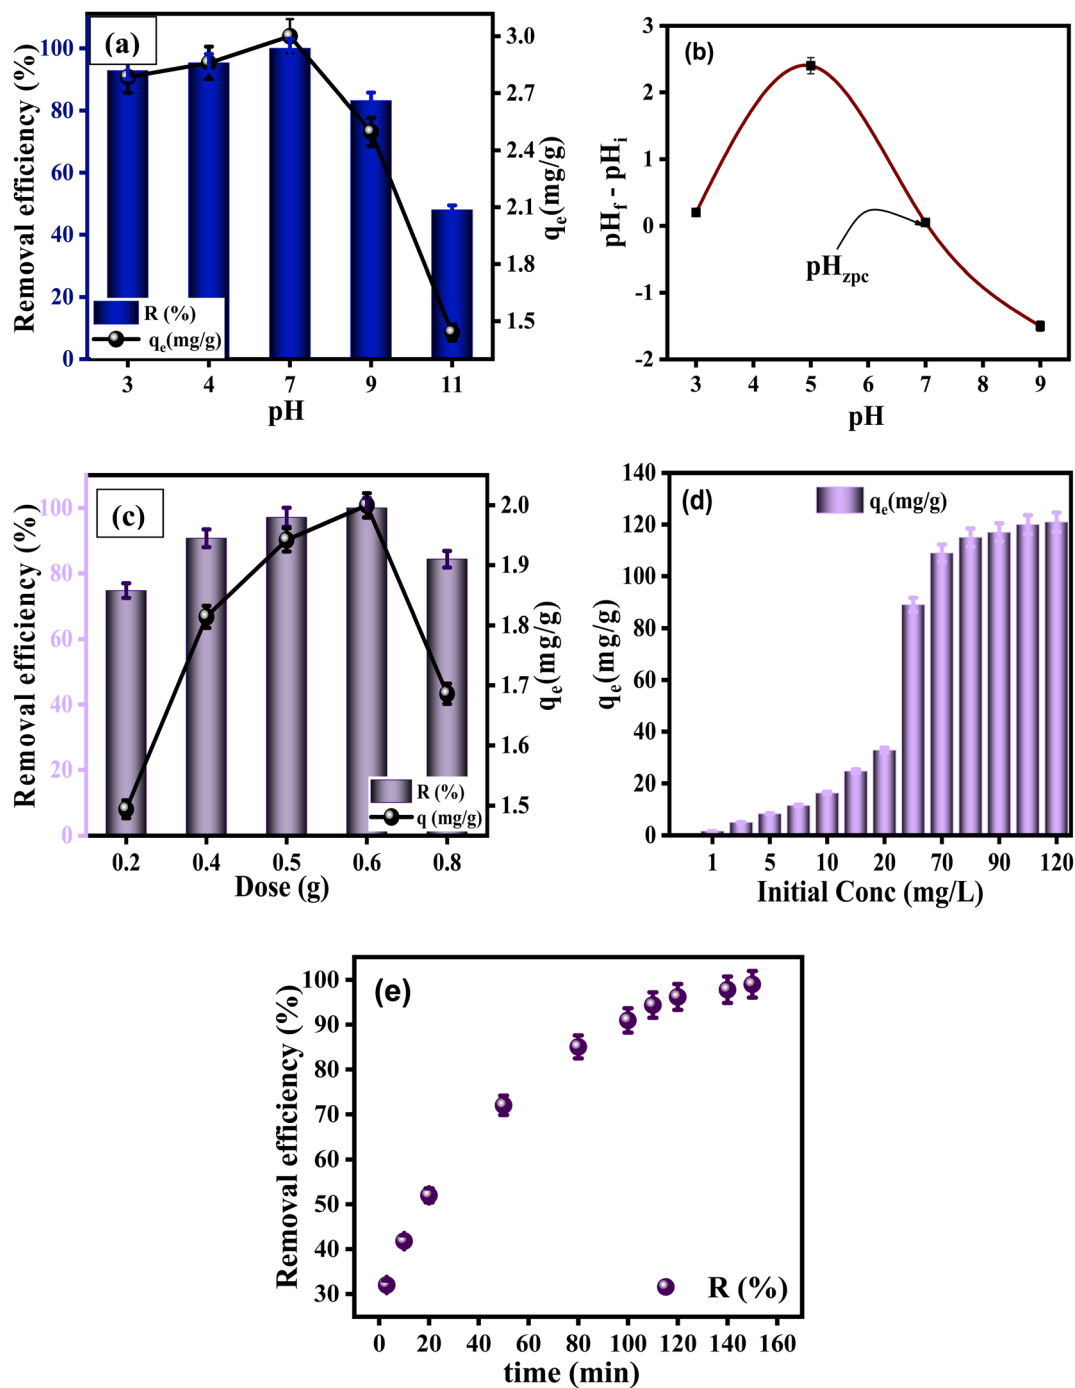 (a)
Removal efficiency (%)
100
80
60
40
20
0
3.0
2.7
2.4
2.1
1.8
1.5
qe(mg/g)
R (%)
qe(mg/g)
3 4 7 9 11
pH
(b)
pHf - pHi
3
2
1
0
-1
-2
pHzpc
3 4 5 6 7 8 9
pH
(c)
Removal efficiency (%)
100
80
60
40
20
0
2.0
1.9
1.8
1.7
1.6
1.5
qe(mg/g)
R (%)
q (mg/g)
0.2 0.4 0.5 0.6 0.8
Dose (g)
(d)
qe(mg/g)
qe(mg/g)
140
120
100
80
60
40
20
0
1 5 10 20 70 90 120
Initial Conc (mg/L)
(e)
Removal efficiency (%)
100
90
80
70
60
50
40
30
R (%)
0 20 40 60 80 100 120 140 160
time (min)